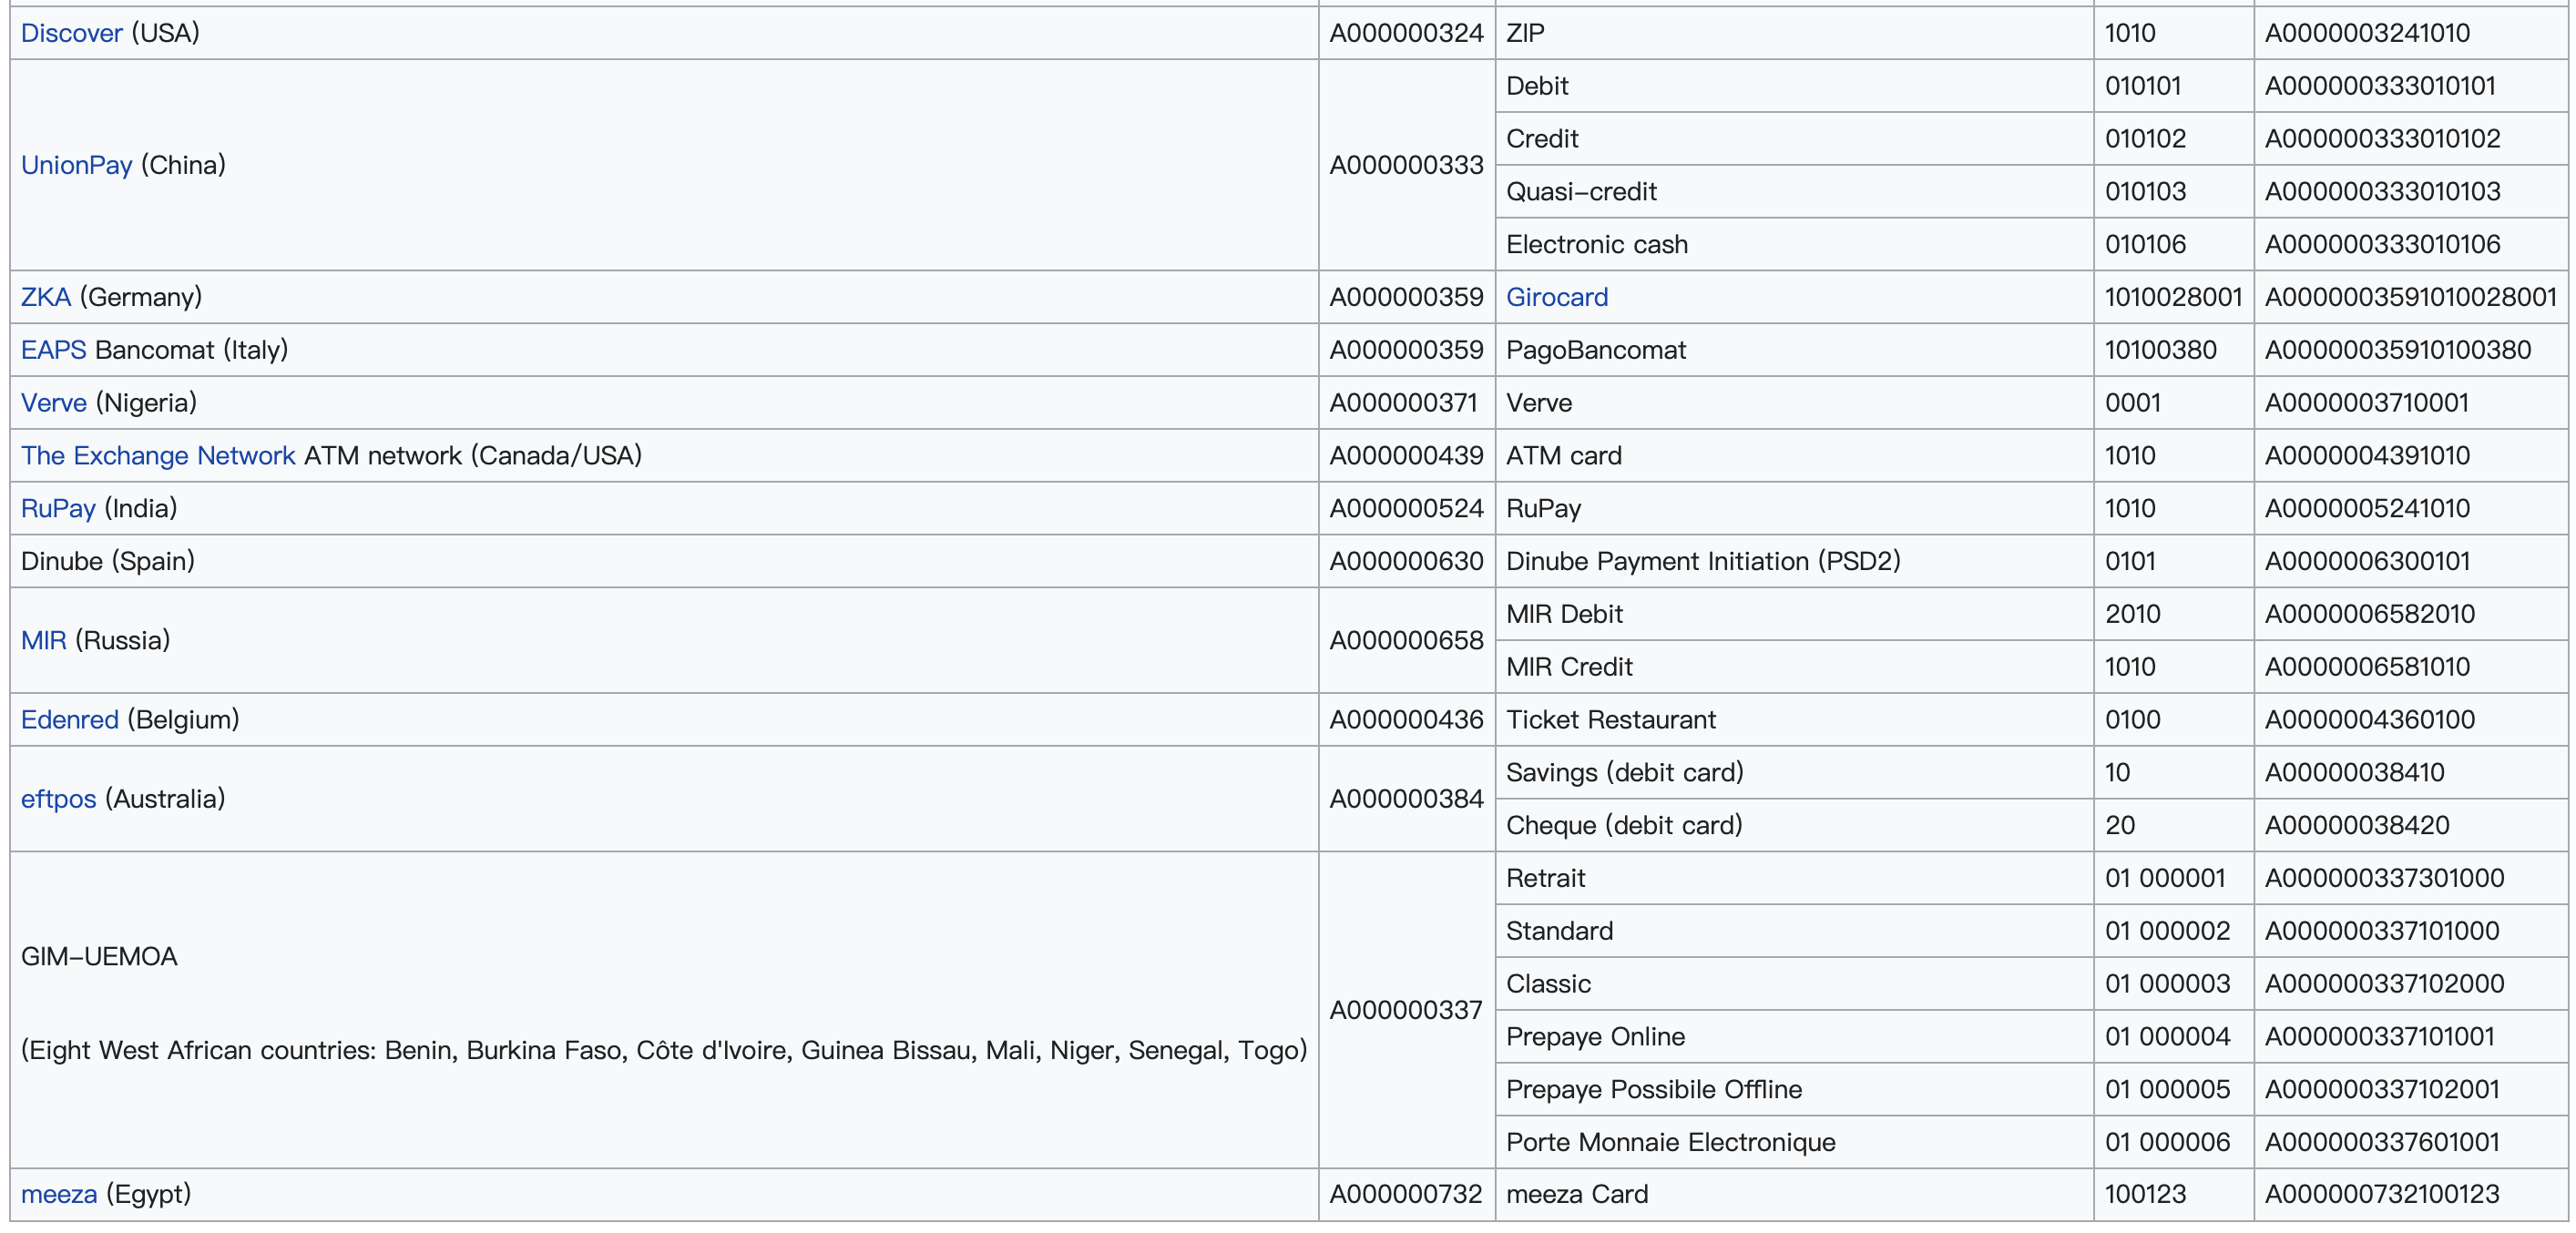 Discover (USA) A000000324 ZIP 1010 A0000003241010
Debit 010101 A000000333010101
Credit 010102 A000000333010102
UnionPay (China) A000000333
Quasi-credit 010103 A000000333010103
Electronic cash 010106 A000000333010106
ZKA (Germany) A000000359 Girocard 1010028001 A0000003591010028001
EAPS Bancomat (Italy) A000000359 PagoBancomat 10100380 A00000035910100380
Verve (Nigeria) A000000371 Verve 0001 A0000003710001
The Exchange Network ATM network (Canada/USA) A000000439 ATM card 1010 A0000004391010
RuPay (India) A000000524 RuPay 1010 A0000005241010
Dinube (Spain) A000000630 Dinube Payment Initiation (PSD2) 0101 A0000006300101
MIR Debit 2010 A0000006582010
MIR (Russia) A000000658
MIR Credit 1010 A0000006581010
Edenred (Belgium) A000000436 Ticket Restaurant 0100 A0000004360100
Savings (debit card) 10 A00000038410
eftpos (Australia) A000000384
Cheque (debit card) 20 A00000038420
Retrait 01 000001 A000000337301000
Standard 01 000002 A000000337101000
GIM-UEMOA
Classic 01 000003 A000000337102000
A000000337
Prepaye Online 01 000004 A000000337101001
(Eight West African countries: Benin, Burkina Faso, Côte d'Ivoire, Guinea Bissau, Mali, Niger, Senegal, Togo)
Prepaye Possibile Offline 01 000005 A000000337102001
Porte Monnaie Electronique 01 000006 A000000337601001
meeza (Egypt) A000000732 meeza Card 100123 A000000732100123